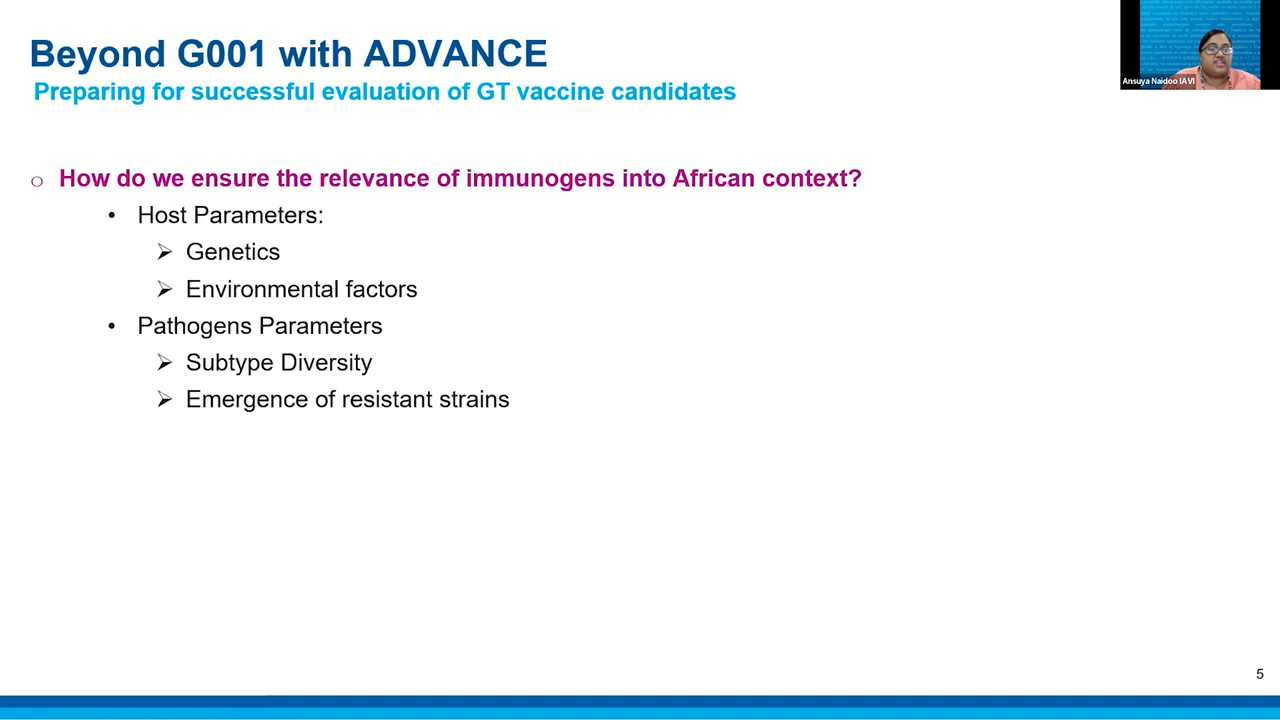 Beyond G001 with ADVANCE
Preparing for successful evaluation of GT vaccine candidates
Ansuya Naidoo IAVI
o How do we ensure the relevance of immunogens into African context?
• Host Parameters:
➢ Genetics
➢ Environmental factors
• Pathogens Parameters
➢ Subtype Diversity
➢ Emergence of resistant strains
5